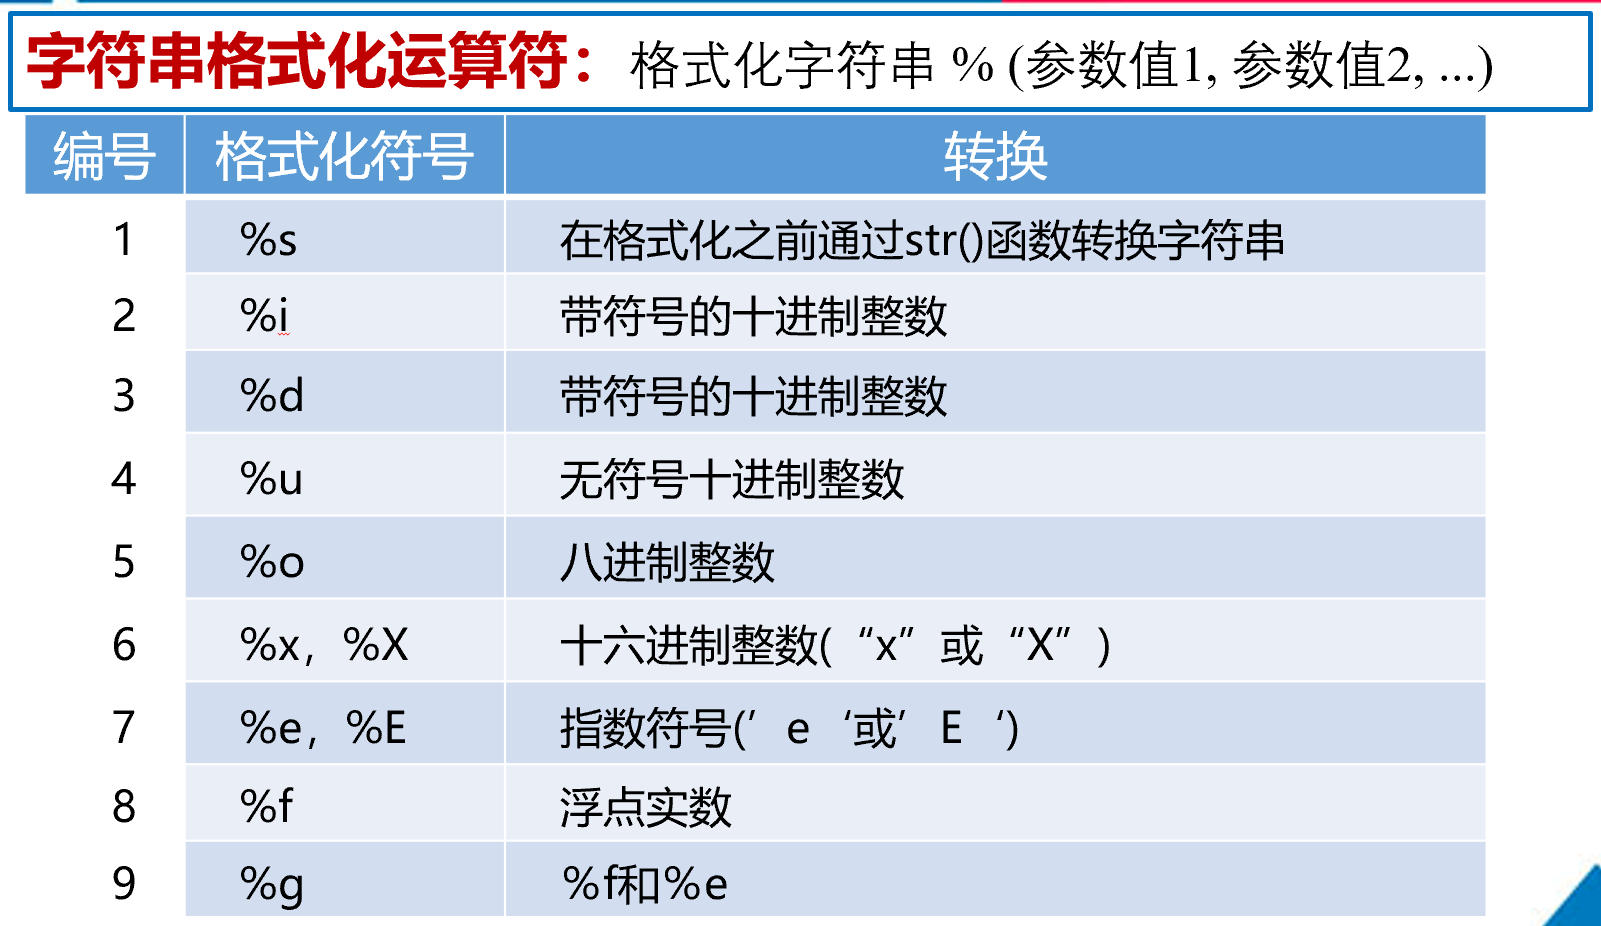 字符串格式化运算符：格式化字符串 % (参数值1, 参数值2, ...)
编号 格式化符号 转换
1 %s 在格式化之前通过str()函数转换字符串
2 %i 带符号的十进制整数
3 %d 带符号的十进制整数
4 %u 无符号十进制整数
5 %o 八进制整数
6 %x，%X 十六进制整数(“x”或“X”)
7 %e，%E 指数符号(’e‘或’E‘)
8 %f 浮点实数
9 %g %f和%e